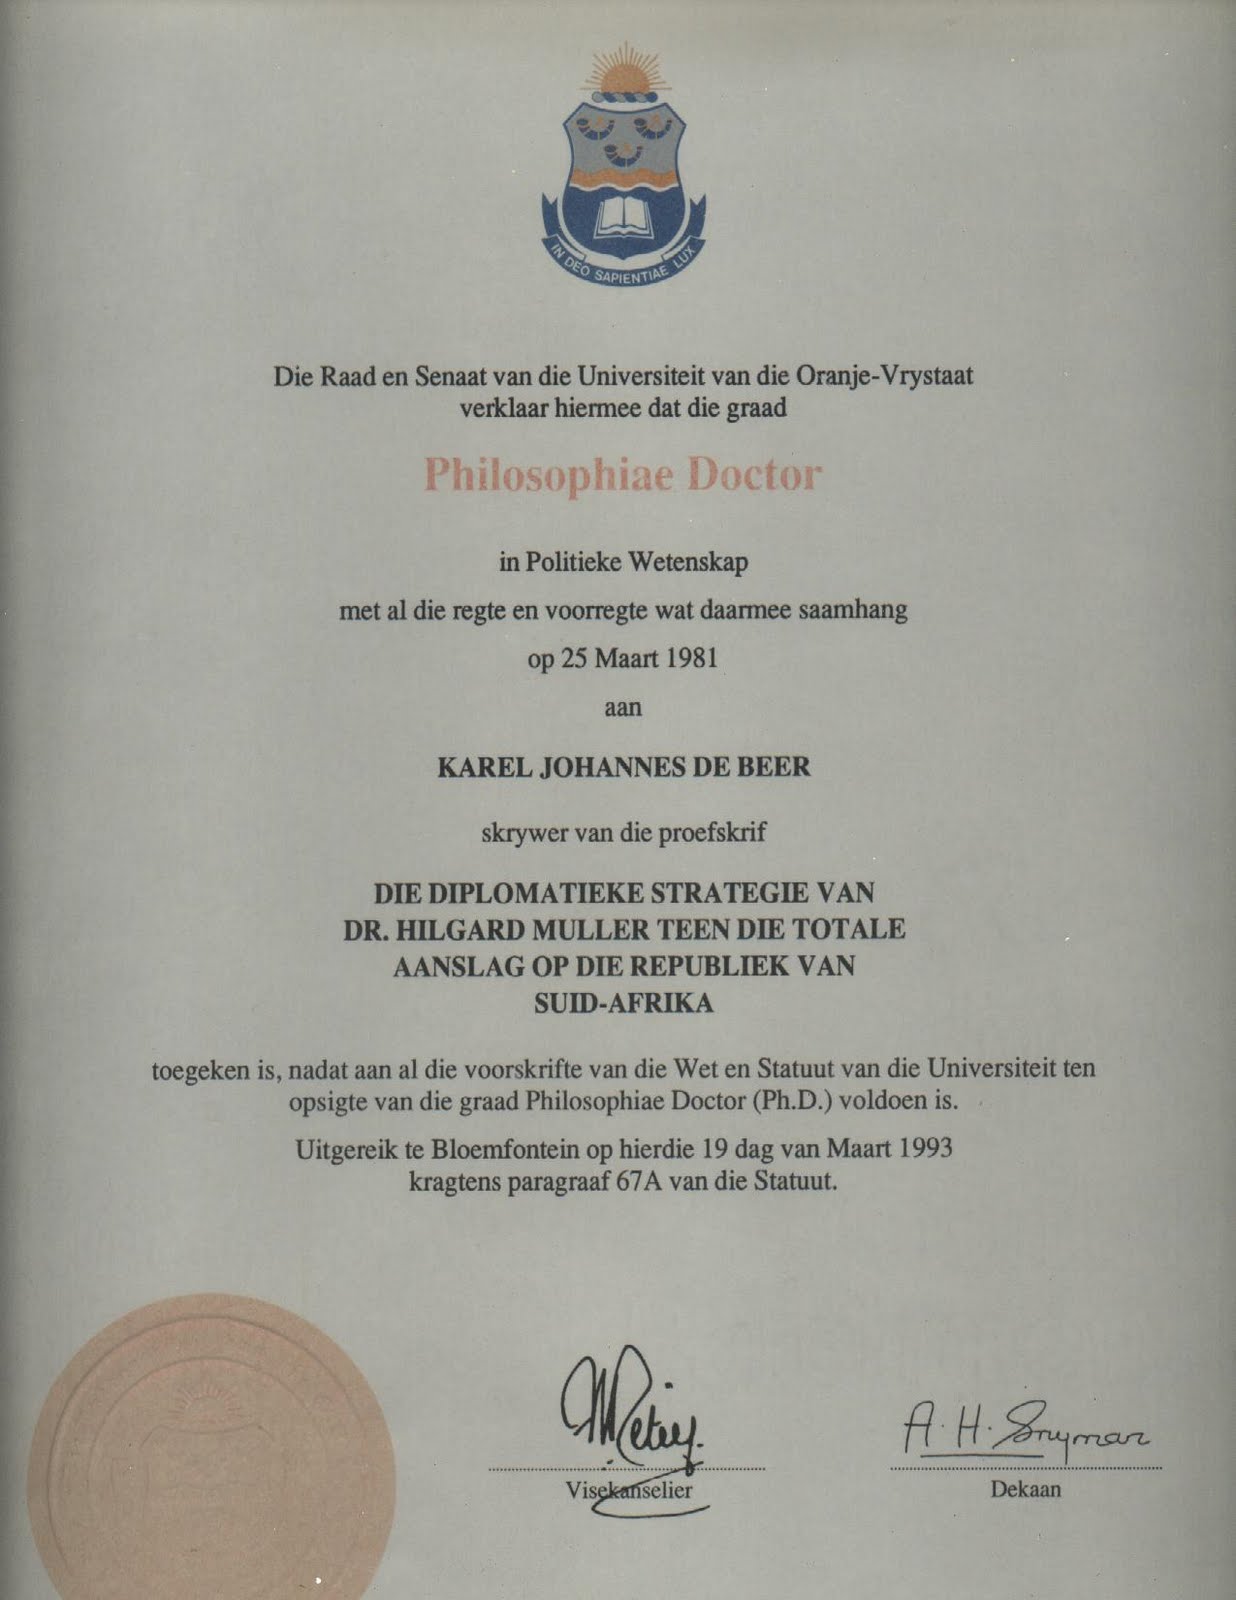 IN DEO SAPIENTIAE LUX
Die Raad en Senaat van die Universiteit van die Oranje-Vrystaat
verklaar hiermee dat die graad
Philosophiae Doctor
in Politieke Wetenskap
met al die regte en voorregte wat daarmee saamhang
op 25 Maart 1981
aan
KAREL JOHANNES DE BEER
skrywer van die proefskrif
DIE DIPLOMATIEKE STRATEGIE VAN
DR. HILGARD MULLER TEEN DIE TOTALE
AANSLAG OP DIE REPUBLIEK VAN
SUID-AFRIKA
toegeken is, nadat aan al die voorskrifte van die Wet en Statuut van die Universiteit ten
opsigte van die graad Philosophiae Doctor (Ph.D.) voldoen is.
Uitgereik te Bloemfontein op hierdie 19 dag van Maart 1993
kragtens paragraaf 67A van die Statuut.
A. H. Snyman
Visekanselier
Dekaan